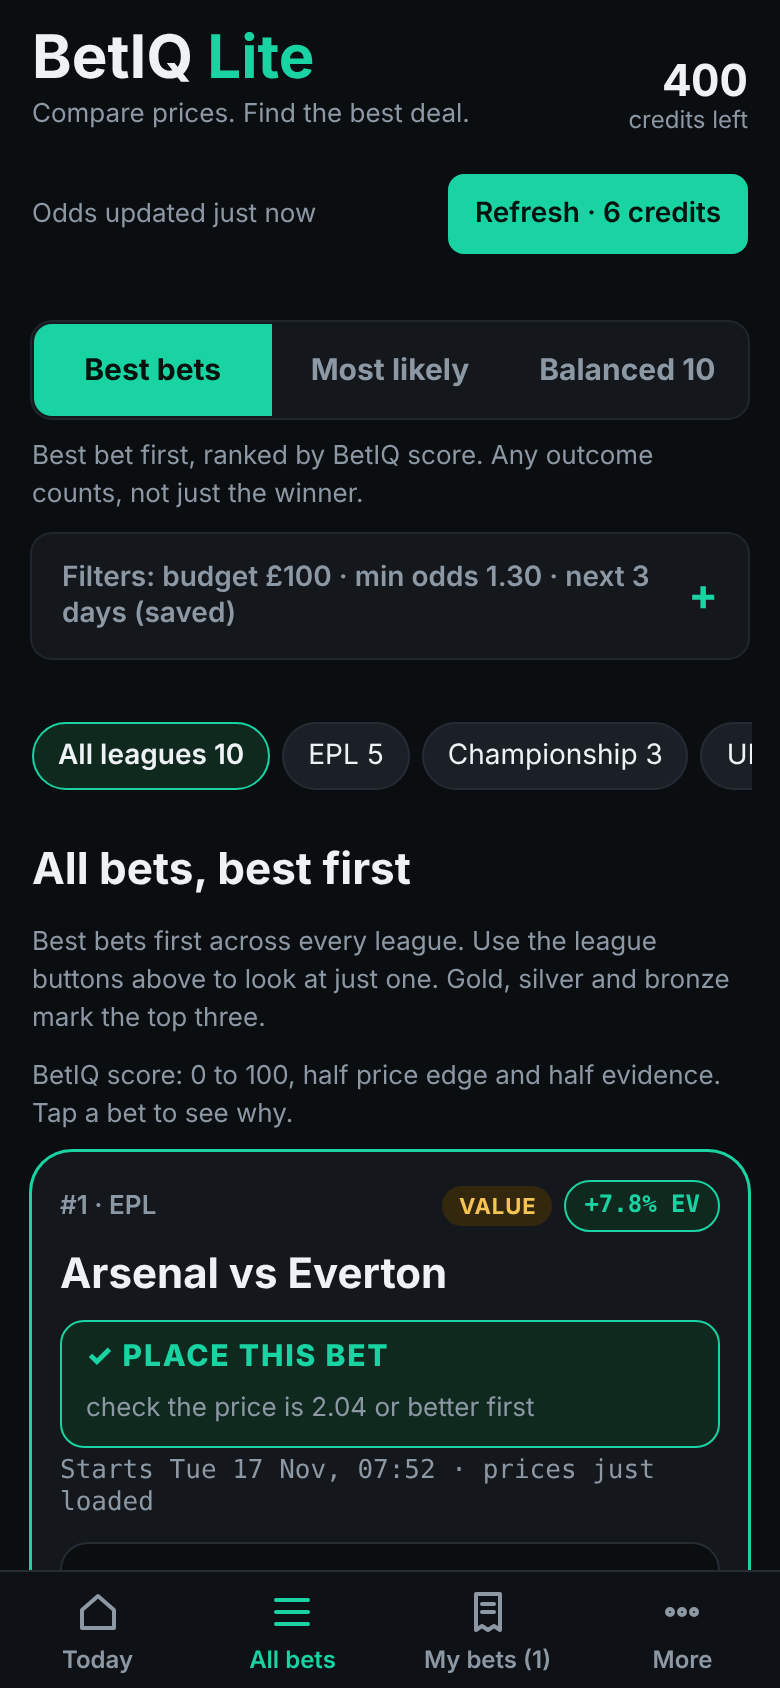 BetIQ Lite
Compare prices. Find the best deal.
400
credits left
Odds updated just now
Refresh · 6 credits
Best bets
Most likely
Balanced 10
Best bet first, ranked by BetIQ score. Any outcome
counts, not just the winner.
Filters: budget £100 · min odds 1.30 · next 3
days (saved)
+
All leagues 10
EPL 5
Championship 3
All bets, best first
Best bets first across every league. Use the league
buttons above to look at just one. Gold, silver and bronze
mark the top three.
BetIQ score: 0 to 100, half price edge and half evidence.
Tap a bet to see why.
#1 · EPL
VALUE
+7.8% EV
Arsenal vs Everton
✓ PLACE THIS BET
check the price is 2.04 or better first
Starts Tue 17 Nov, 07:52 · prices just
loaded
Today
All bets
My bets (1)
More